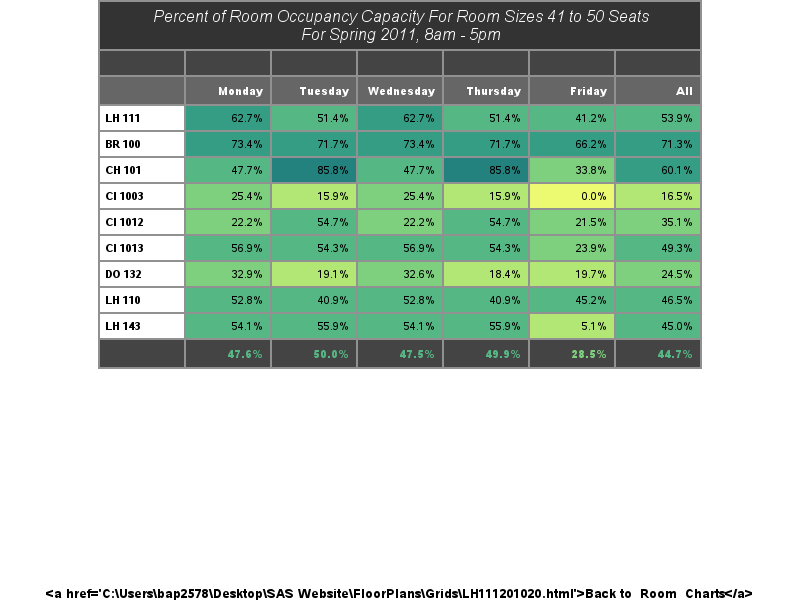 Percent of Room Occupancy Capacity For Room Sizes 41 to 50 Seats
For Spring 2011, 8am - 5pm
Monday Tuesday Wednesday Thursday Friday All
LH 111 62.7% 51.4% 62.7% 51.4% 41.2% 53.9%
BR 100 73.4% 71.7% 73.4% 71.7% 66.2% 71.3%
CH 101 47.7% 85.8% 47.7% 85.8% 33.8% 60.1%
CI 1003 25.4% 15.9% 25.4% 15.9% 0.0% 16.5%
CI 1012 22.2% 54.7% 22.2% 54.7% 21.5% 35.1%
CI 1013 56.9% 54.3% 56.9% 54.3% 23.9% 49.3%
DO 132 32.9% 19.1% 32.6% 18.4% 19.7% 24.5%
LH 110 52.8% 40.9% 52.8% 40.9% 45.2% 46.5%
LH 143 54.1% 55.9% 54.1% 55.9% 5.1% 45.0%
47.6% 50.0% 47.5% 49.9% 28.5% 44.7%
<a href='C:\Users\bap2578\Desktop\SAS Website\FloorPlans\Grids\LH111201020.html'>Back to Room Charts</a>